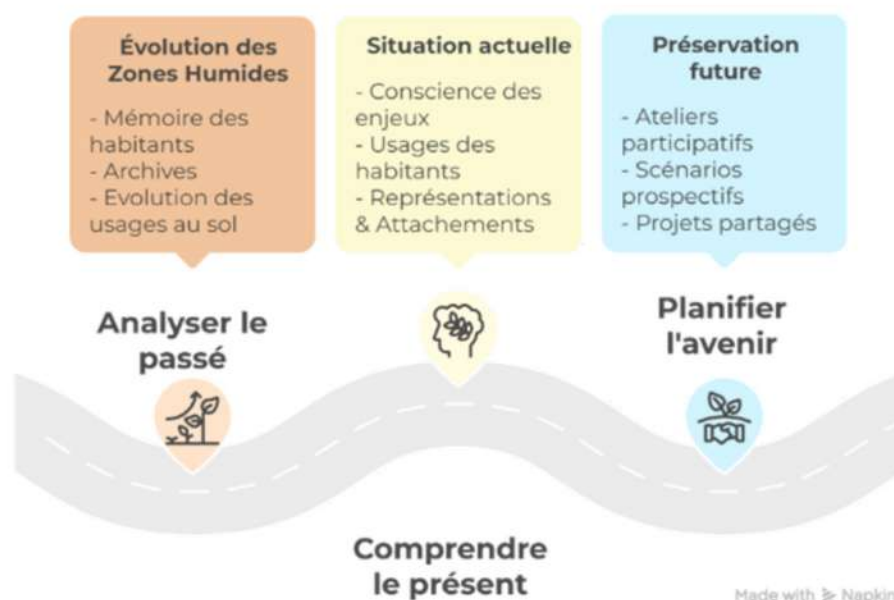 Évolution des
Zones Humides
- Mémoire des
habitants
- Archives
- Evolution des
usages au sol
Situation actuelle
- Conscience des
enjeux
- Usages des
habitants
- Représentations
& Attachements
Préservation
future
- Ateliers
participatifs
- Scénarios
prospectifs
- Projets partagés
Analyser le
passé
Planifier
l'avenir
Comprendre
le présent
Made with Napkin